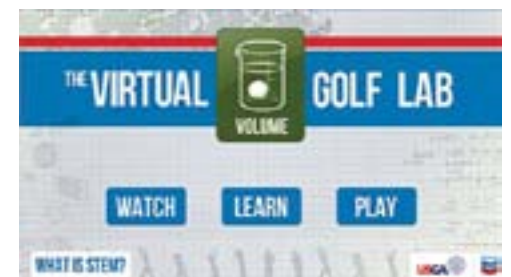 THE VIRTUAL GOLF LAB
VOLUME
WATCH LEARN PLAY
WHAT IS STEM? USGA